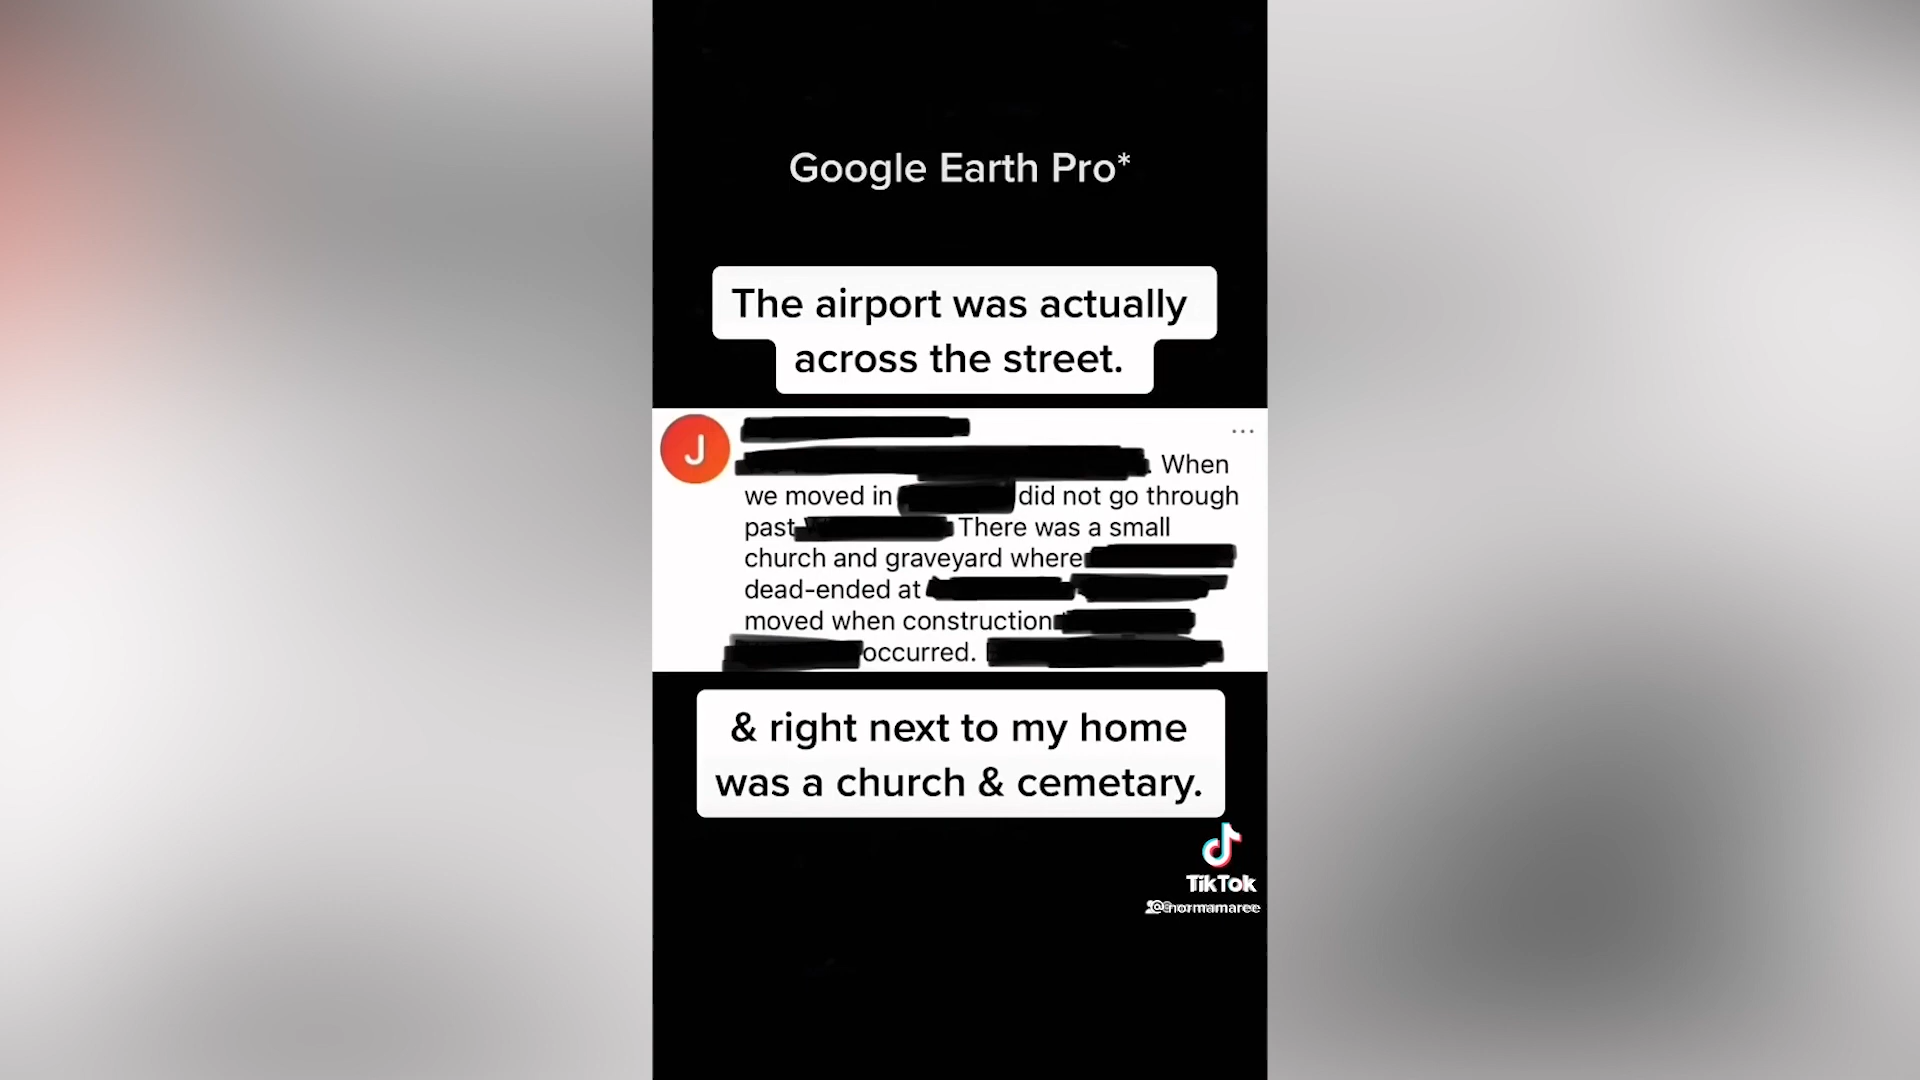 Google Earth Pro*
The airport was actually
across the street.
J
...
When
we moved in did not go through
past There was a small
church and graveyard where
dead-ended at
moved when construction
occurred.
& right next to my home
was a church & cemetary.
TikTok
@normamaree